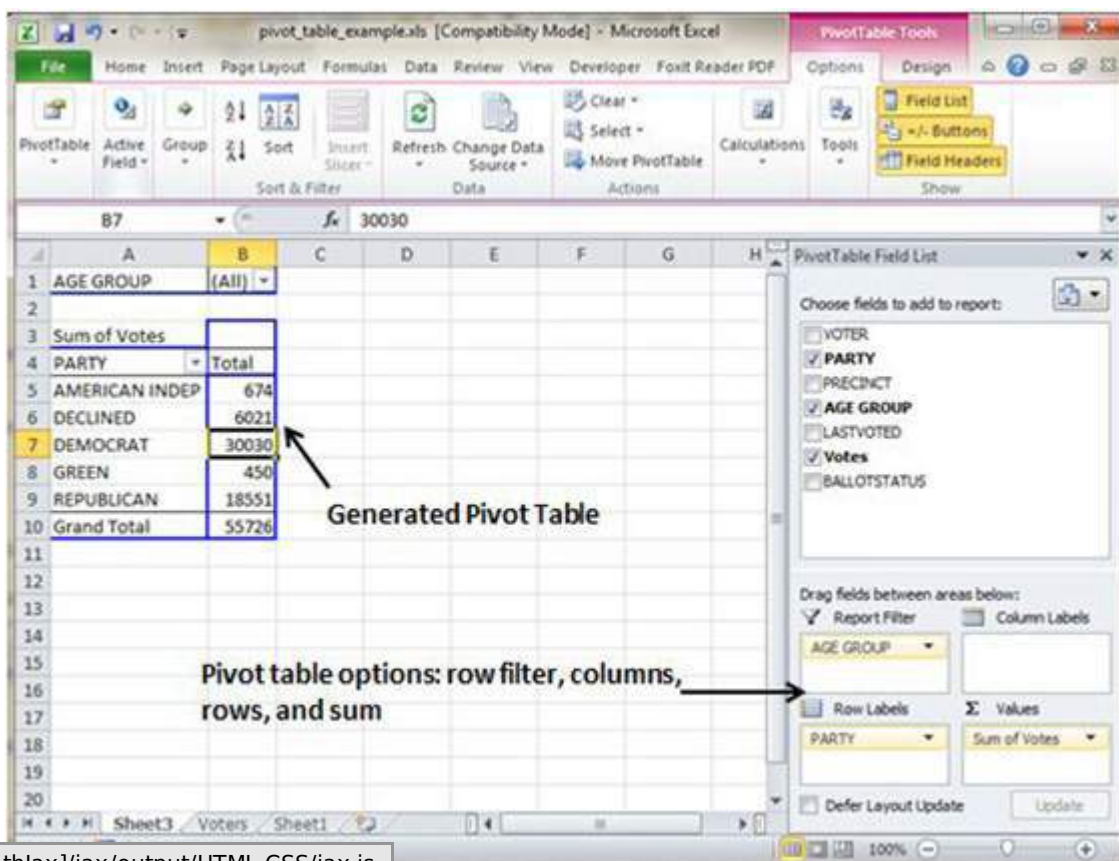 pivot_table_example.xls [Compatibility Mode] - Microsoft Excel
PivotTable Tools
File Home Insert Page Layout Formulas Data Review View Developer Foxit Reader PDF Options Design
PivotTable
Active Field
Group
Sort
Insert Slicer
Refresh
Change Data Source
Clear
Select
Move PivotTable
Calculations
Tools
Field List
+/- Buttons
Field Headers
Sort & Filter
Data
Actions
Show
B7 fx 30030
A B C D E F G H
1 AGE GROUP (All)
2
3 Sum of Votes
4 PARTY Total
5 AMERICAN INDEP 674
6 DECLINED 6021
7 DEMOCRAT 30030
8 GREEN 450
9 REPUBLICAN 18551
10 Grand Total 55726
11
12
13
14
15
16
17
18
19
20
Generated Pivot Table
Pivot table options: row filter, columns,
rows, and sum
PivotTable Field List
Choose fields to add to report:
VOTER
PARTY
PRECINCT
AGE GROUP
LASTVOTED
Votes
BALLOTSTATUS
Drag fields between areas below:
Report Filter
Column Labels
AGE GROUP
Row Labels
Σ Values
PARTY
Sum of Votes
Defer Layout Update
Update
Sheet3 Voters Sheet1
100%
thJax]/jax/output/HTML-CSS/jax.js